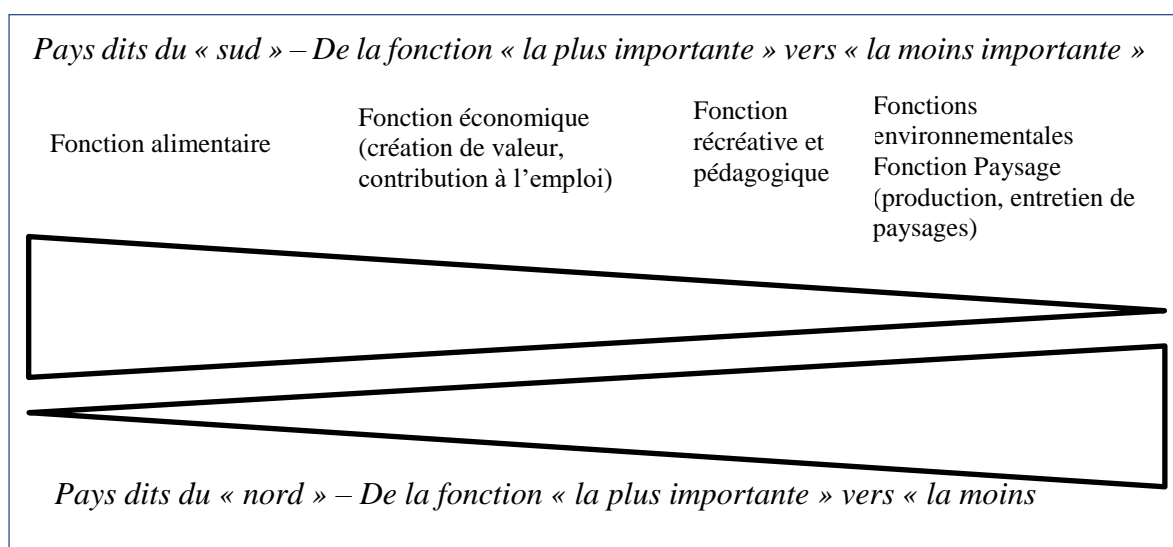 Pays dits du « sud » – De la fonction « la plus importante » vers « la moins importante »
Fonction alimentaire
Fonction économique
(création de valeur,
contribution à l’emploi)
Fonction
récréative et
pédagogique
Fonctions
environnementales
Fonction Paysage
(production, entretien de
paysages)
Pays dits du « nord » – De la fonction « la plus importante » vers « la moins